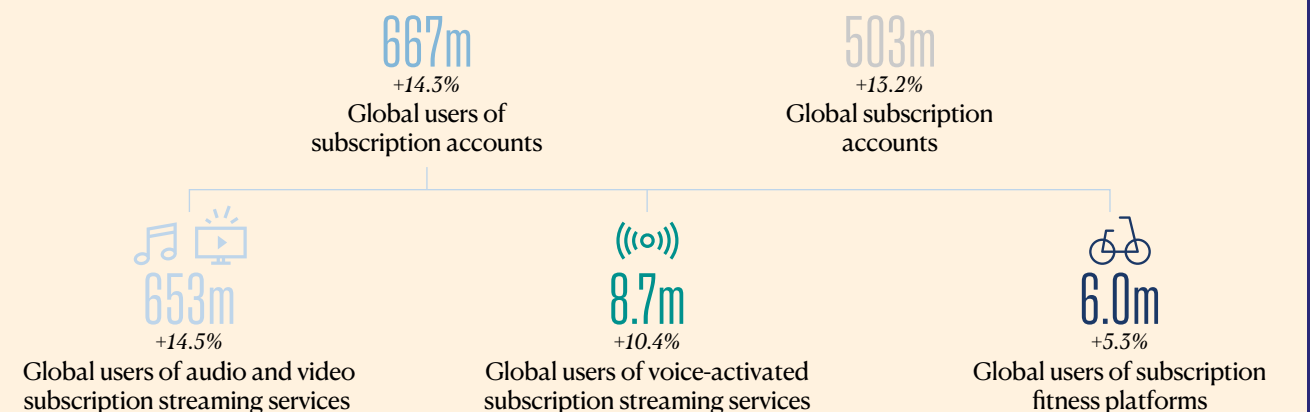 667m
+14.3%
Global users of
subscription accounts
503m
+13.2%
Global subscription
accounts
653m
+14.5%
Global users of audio and video
subscription streaming services
8.7m
+10.4%
Global users of voice-activated
subscription streaming services
6.0m
+5.3%
Global users of subscription
fitness platforms